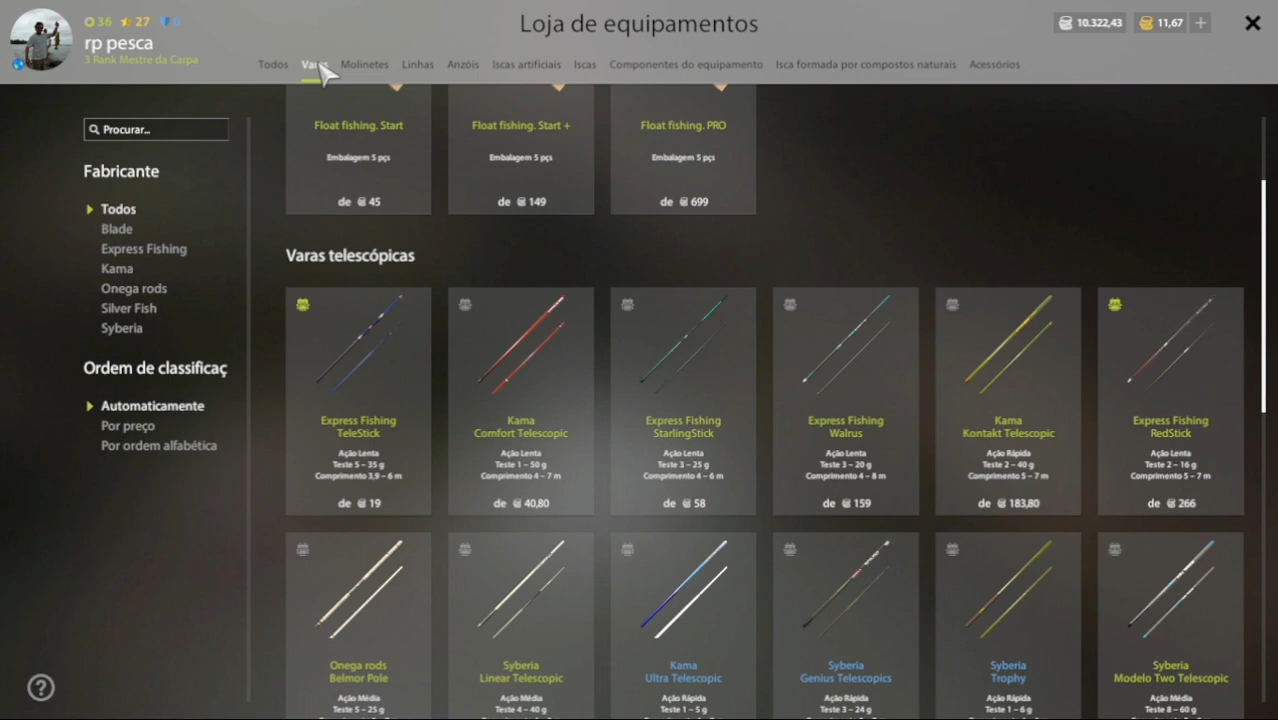 36 27 0
rp pesca
3 Rank Mestre da Carpa
Loja de equipamentos
10.322,43 11,67 +
Todos Varas Molinetes Linhas Anzóis Iscas artificiais Iscas Componentes do equipamento Isca formada por compostos naturais Acessórios
Procurar...
Fabricante
Todos
Blade
Express Fishing
Kama
Onega rods
Silver Fish
Syberia
Ordem de classificaç
Automaticamente
Por preço
Por ordem alfabética
Float fishing. Start
Embalagem 5 pçs
de 45
Float fishing. Start +
Embalagem 5 pçs
de 149
Float fishing. PRO
Embalagem 5 pçs
de 699
Varas telescópicas
Express Fishing
TeleStick
Ação Lenta
Teste 5 – 35 g
Comprimento 3,9 – 6 m
de 19
Kama
Comfort Telescopic
Ação Lenta
Teste 1 – 50 g
Comprimento 4 – 7 m
de 40,80
Express Fishing
StarlingStick
Ação Lenta
Teste 3 – 25 g
Comprimento 4 – 6 m
de 58
Express Fishing
Walrus
Ação Lenta
Teste 3 – 20 g
Comprimento 4 – 8 m
de 159
Kama
Kontakt Telescopic
Ação Rápida
Teste 2 – 40 g
Comprimento 5 – 7 m
de 183,80
Express Fishing
RedStick
Ação Lenta
Teste 2 – 16 g
Comprimento 5 – 7 m
de 266
Onega rods
Belmor Pole
Ação Média
Teste 5 – 25 g
Syberia
Linear Telescopic
Ação Média
Teste 4 – 40 g
Kama
Ultra Telescopic
Ação Rápida
Teste 1 – 5 g
Syberia
Genius Telescopics
Ação Rápida
Teste 3 – 24 g
Syberia
Trophy
Ação Rápida
Teste 1 – 6 g
Syberia
Modelo Two Telescopic
Ação Média
Teste 8 – 60 g
?